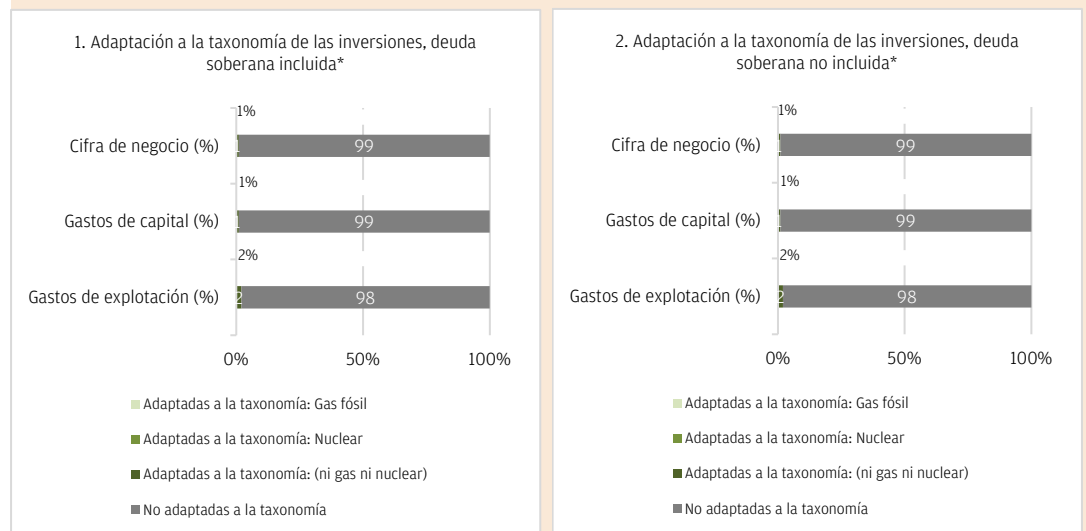 1. Adaptación a la taxonomía de las inversiones, deuda
soberana incluida*
1%
Cifra de negocio (%)
1
99
1%
Gastos de capital (%)
1
99
2%
Gastos de explotación (%)
2
98
0%
50%
100%
Adaptadas a la taxonomía: Gas fósil
Adaptadas a la taxonomía: Nuclear
Adaptadas a la taxonomía: (ni gas ni nuclear)
No adaptadas a la taxonomía
2. Adaptación a la taxonomía de las inversiones, deuda
soberana no incluida*
1%
Cifra de negocio (%)
1
99
1%
Gastos de capital (%)
1
99
2%
Gastos de explotación (%)
2
98
0%
50%
100%
Adaptadas a la taxonomía: Gas fósil
Adaptadas a la taxonomía: Nuclear
Adaptadas a la taxonomía: (ni gas ni nuclear)
No adaptadas a la taxonomía